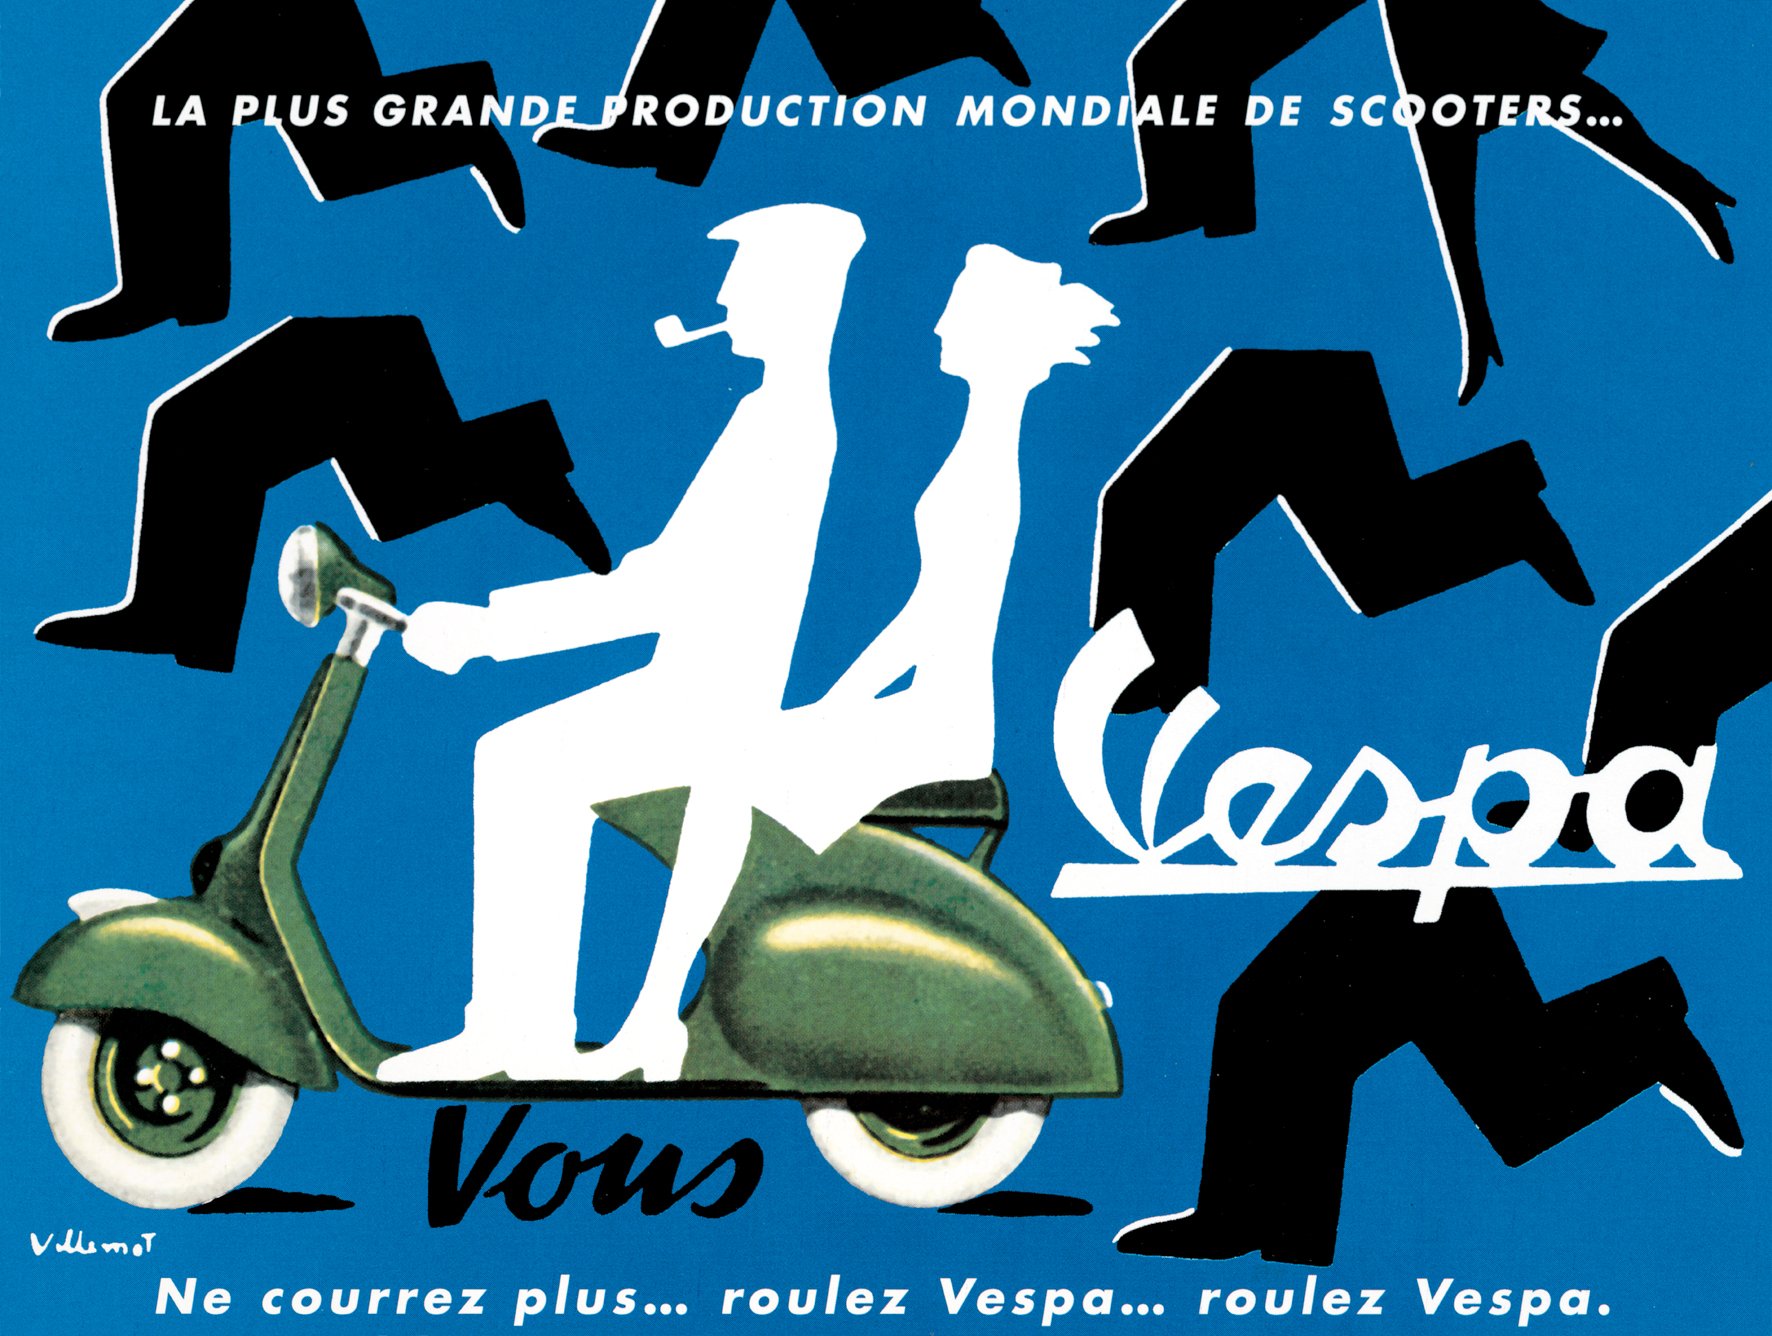 LA PLUS GRANDE PRODUCTION MONDIALE DE SCOOTERS...
Vespa
Vous
Villemot
Ne courrez plus... roulez Vespa... roulez Vespa.